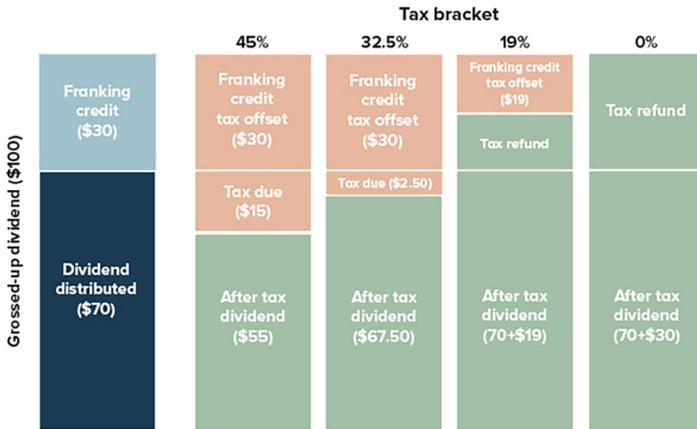 Tax bracket
45%
32.5%
19%
0%
Grossed-up dividend ($100)
Franking
credit
($30)
Dividend
distributed
($70)
Franking
credit
tax offset
($30)
Tax due
($15)
After tax
dividend
($55)
Franking
credit
tax offset
($30)
Tax due ($2.50)
After tax
dividend
($67.50)
Franking credit
tax offset
($19)
Tax refund
After tax
dividend
(70+$19)
Tax refund
After tax
dividend
(70+$30)